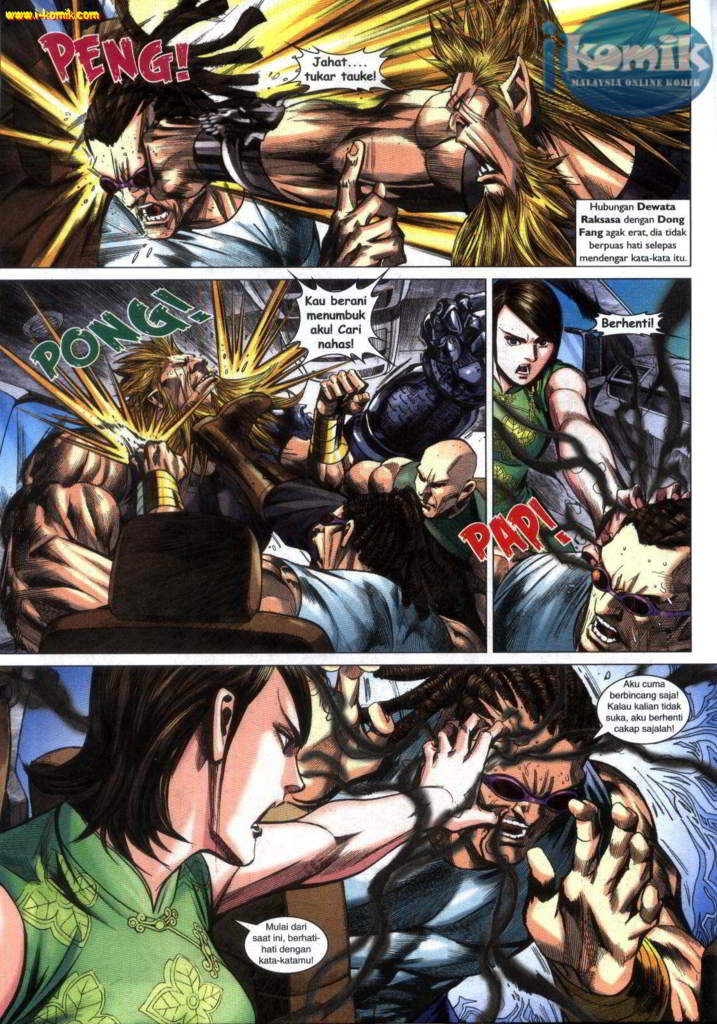 www.i-komik.com
ikomik
MALAYSIA ONLINE KOMIK
PENG!
Jahat....
tukar tauke!
Hubungan Dewata
Raksasa dengan Dong
Fang agak erat, dia tidak
berpuas hati selepas
mendengar kata-kata itu.
PONG!
Kau berani
menumbuk
aku! Cari
nahas!
Berhenti!
PAP!
Aku cuma
berbincang saja!
Kalau kalian tidak
suka, aku berhenti
cakap sajalah!
Mulai dari
saat ini, berhati-
hati dengan
kata-katamu!